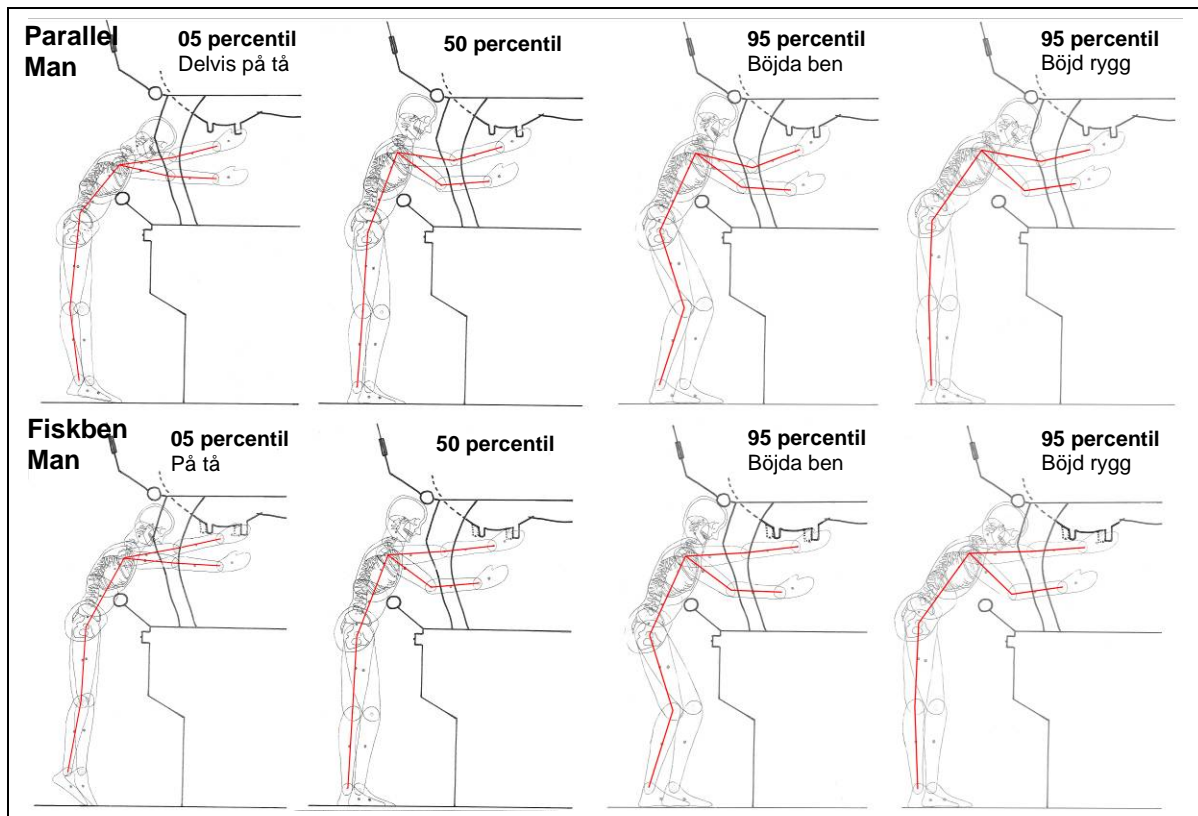 Parallel
Man
05 percentil
Delvis på tå
50 percentil
95 percentil
Böjda ben
95 percentil
Böjd rygg
Fiskben
Man
05 percentil
På tå
50 percentil
95 percentil
Böjda ben
95 percentil
Böjd rygg